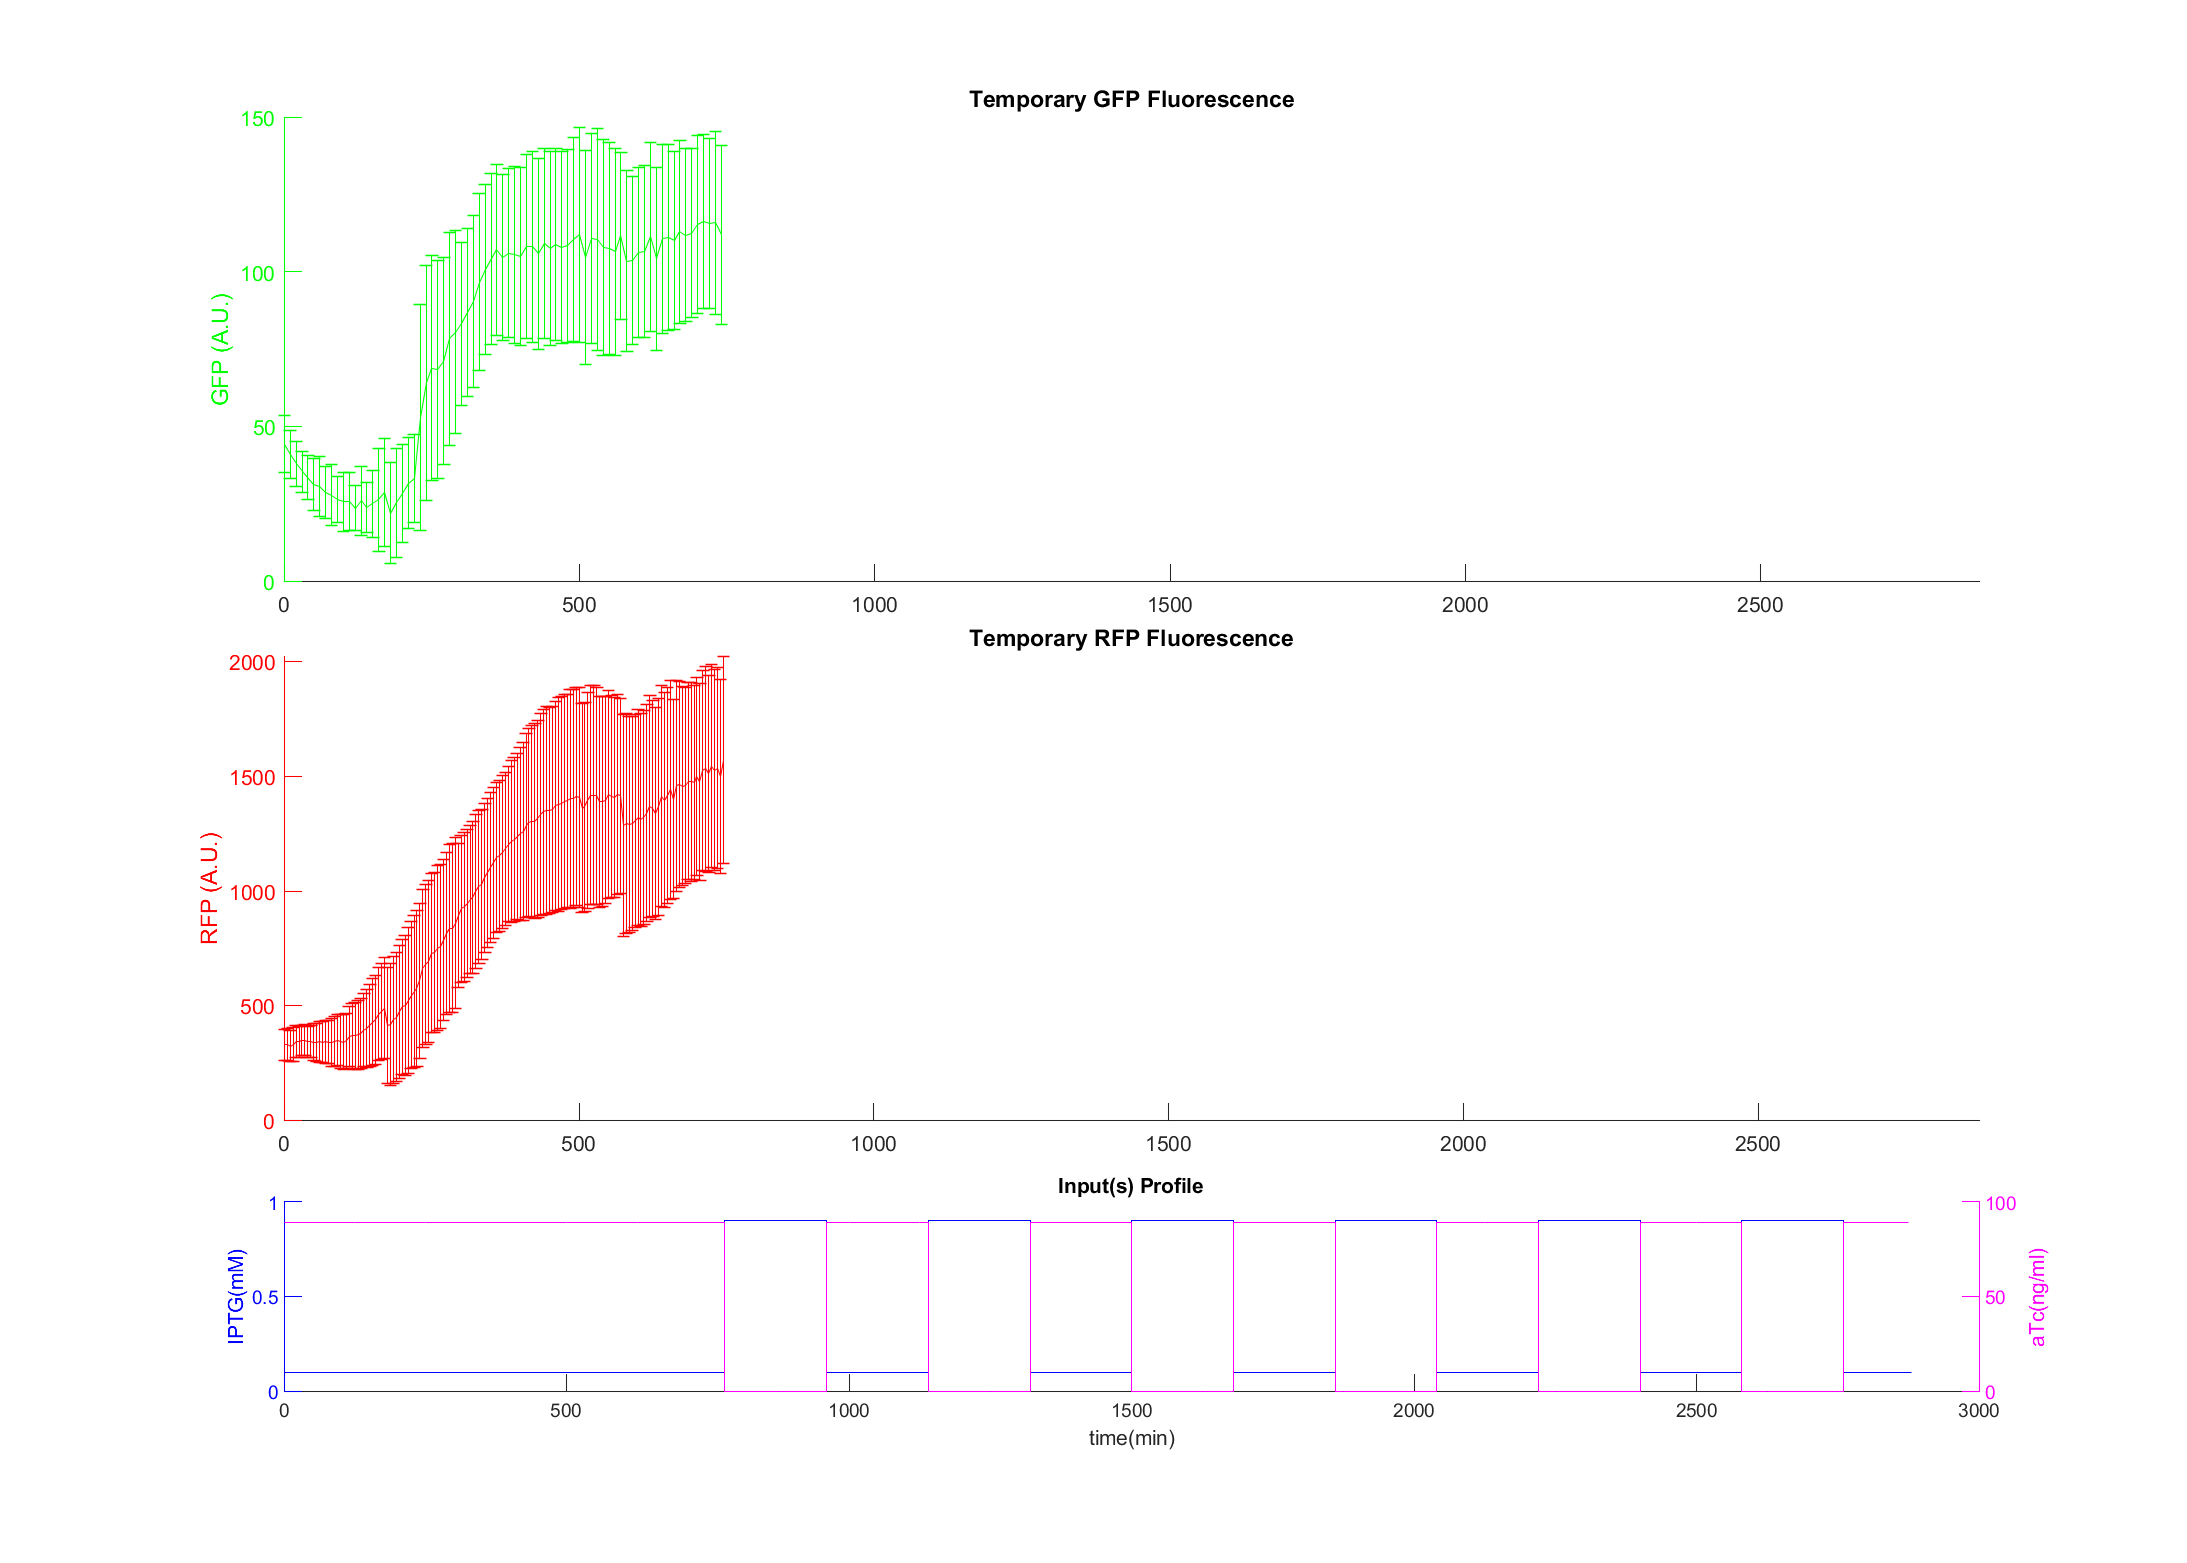 Temporary GFP Fluorescence
150
100
50
0
GFP (A.U.)
0 500 1000 1500 2000 2500
Temporary RFP Fluorescence
2000
1500
1000
500
0
RFP (A.U.)
0 500 1000 1500 2000 2500
Input(s) Profile
1
0.5
0
IPTG(mM)
100
50
0
aTc(ng/ml)
0 500 1000 1500 2000 2500 3000
time(min)